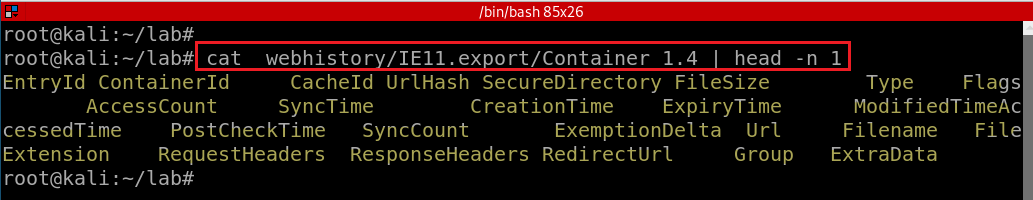 /bin/bash 85x26
root@kali:~/lab#
root@kali:~/lab# cat  webhistory/IE11.export/Container_1.4 | head -n 1
EntryId ContainerId     CacheId UrlHash SecureDirectory FileSize        Type    Flags
       AccessCount     SyncTime        CreationTime    ExpiryTime      ModifiedTimeAc
cessedTime    PostCheckTime   SyncCount       ExemptionDelta  Url     Filename   File
Extension    RequestHeaders  ResponseHeaders RedirectUrl     Group   ExtraData
root@kali:~/lab#